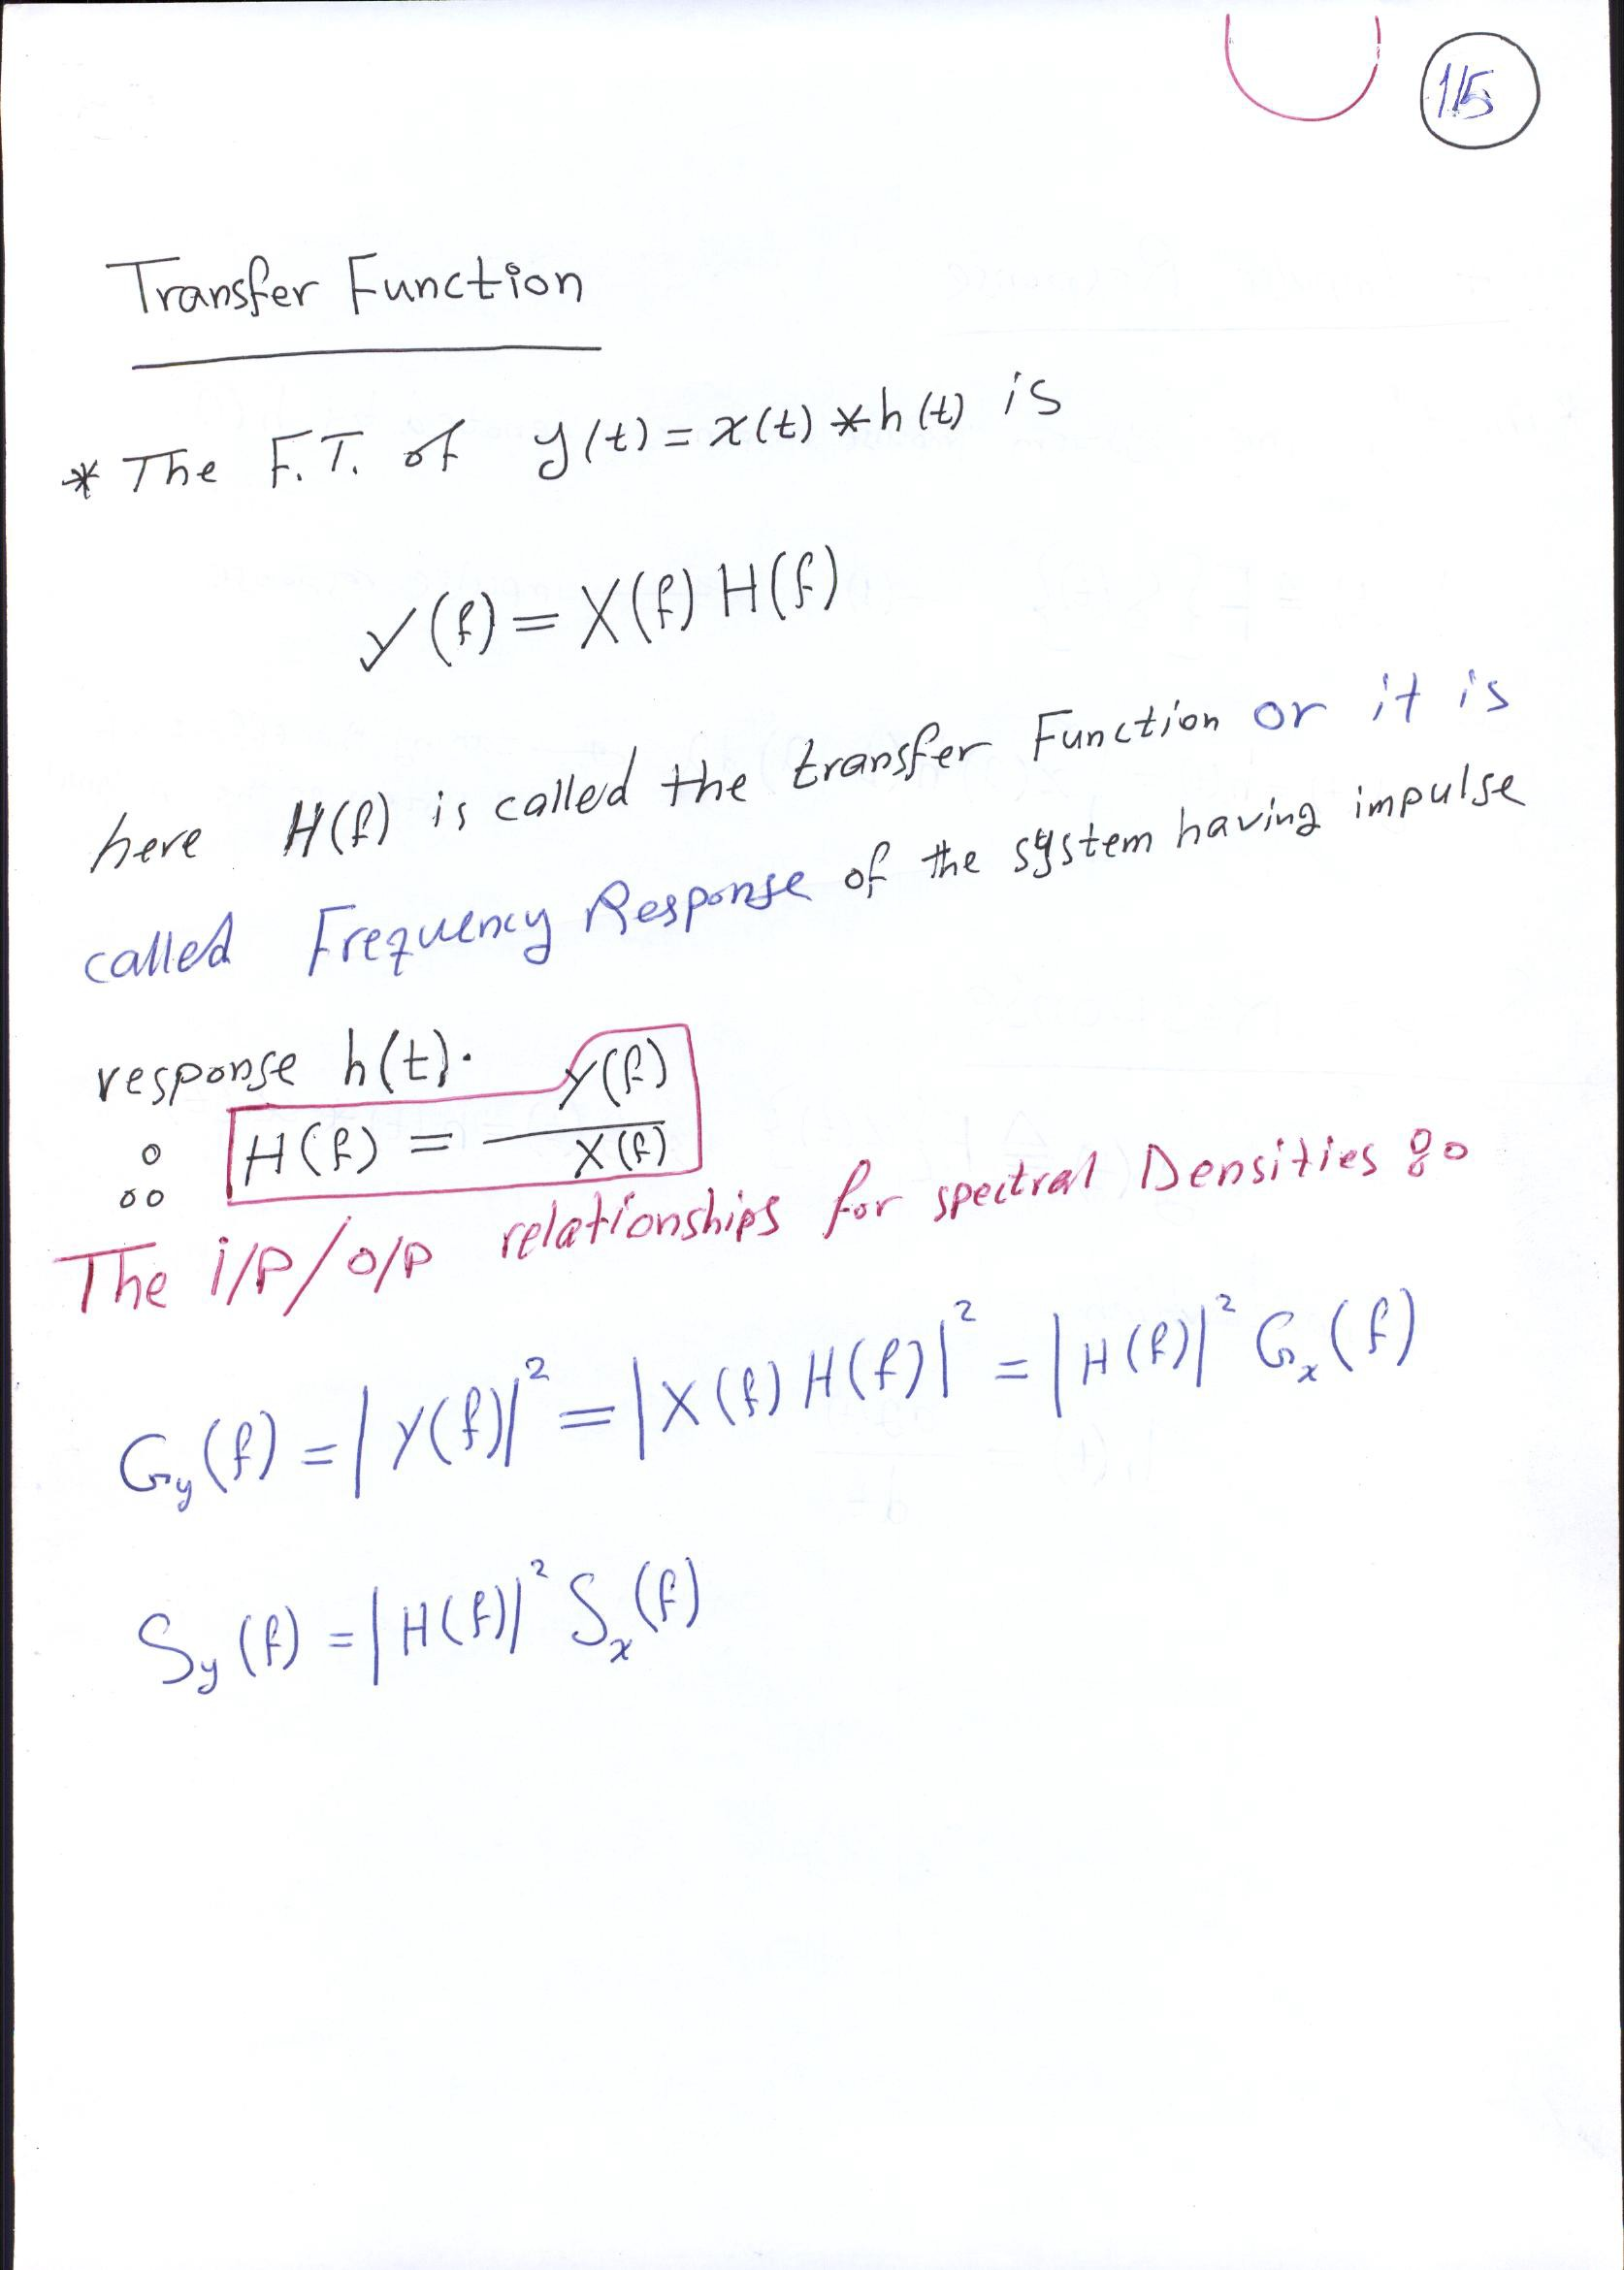 115
Transfer Function
* The F.T. of y(t) = x(t) * h(t) is
Y(f) = X(f) H(f)
here H(f) is called the transfer Function or it is
called Frequency Response of the system having impulse
response h(t).
∴ H(f) = Y(f) / X(f)
The i/p / o/p relationships for spectral Densities :-
Gy(f) = |Y(f)|² = |X(f) H(f)|² = |H(f)|² Gx(f)
Sy(f) = |H(f)|² Sx(f)